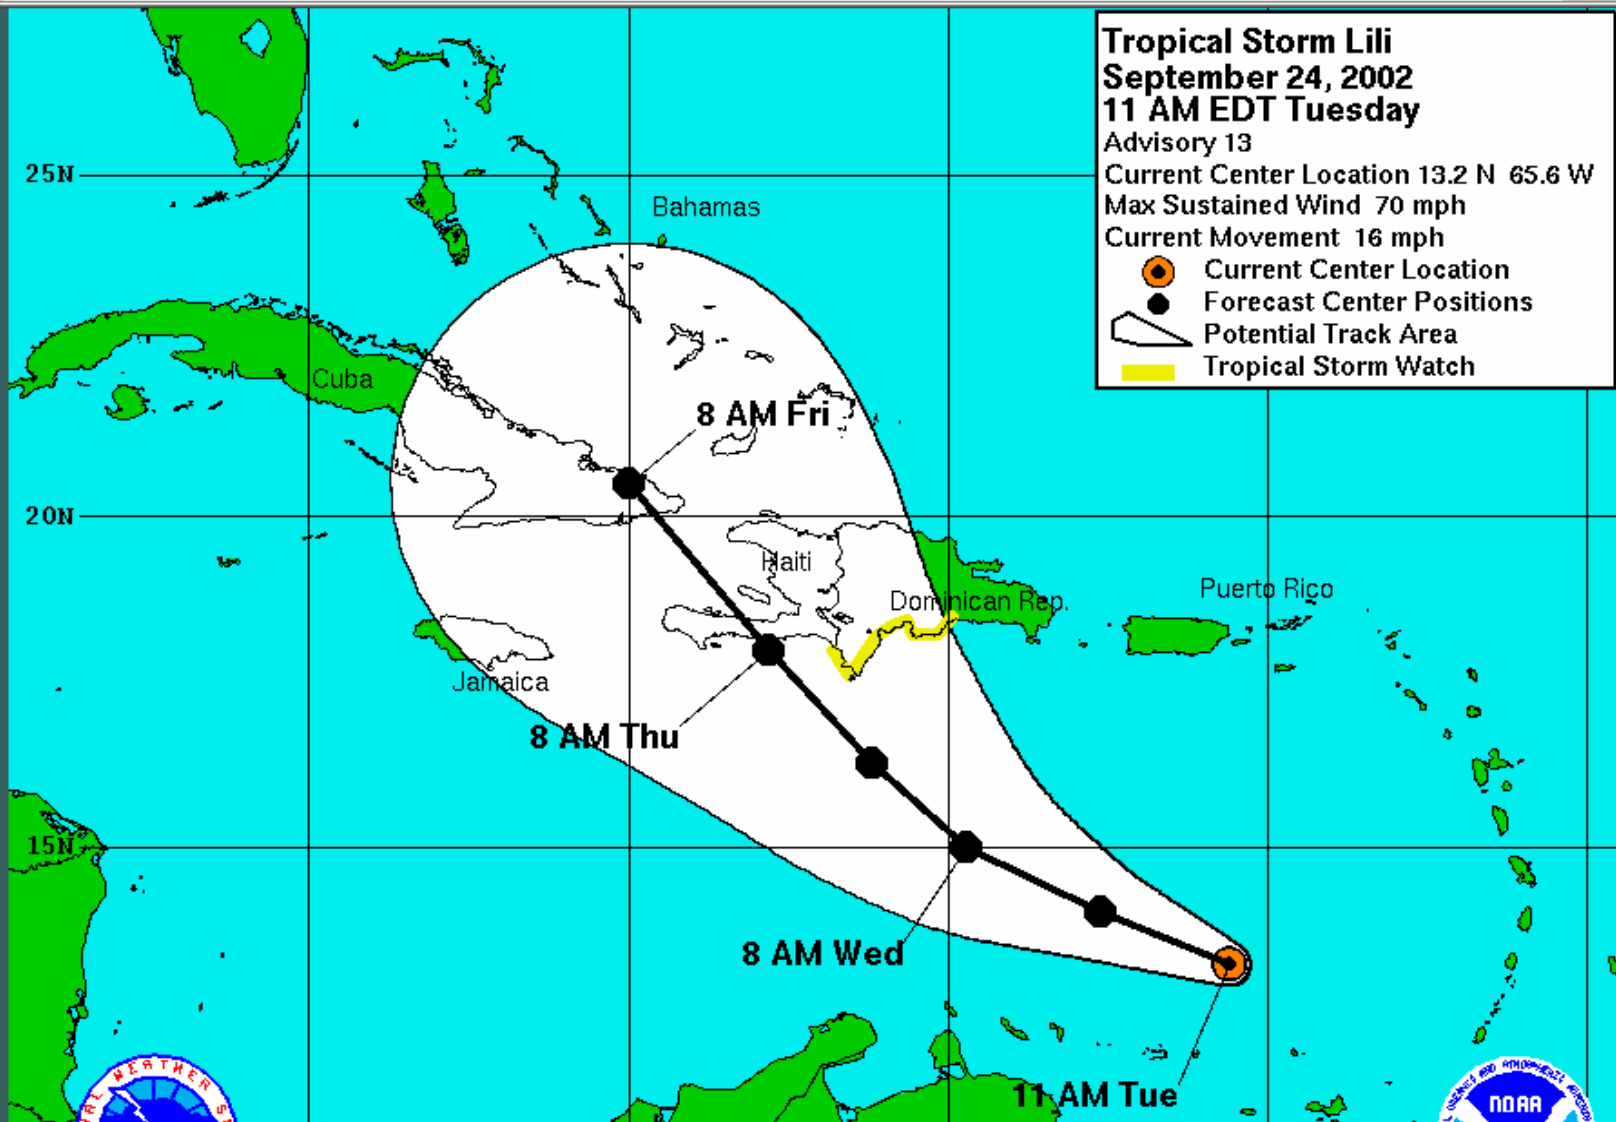 Tropical Storm Lili
September 24, 2002
11 AM EDT Tuesday
Advisory 13
Current Center Location 13.2 N 65.6 W
Max Sustained Wind 70 mph
Current Movement 16 mph
Current Center Location
Forecast Center Positions
Potential Track Area
Tropical Storm Watch
25N
Bahamas
Cuba
8 AM Fri
20N
Haiti
Puerto Rico
Dominican Rep.
Jamaica
8 AM Thu
15N
8 AM Wed
11 AM Tue
WEATHER
NOAA